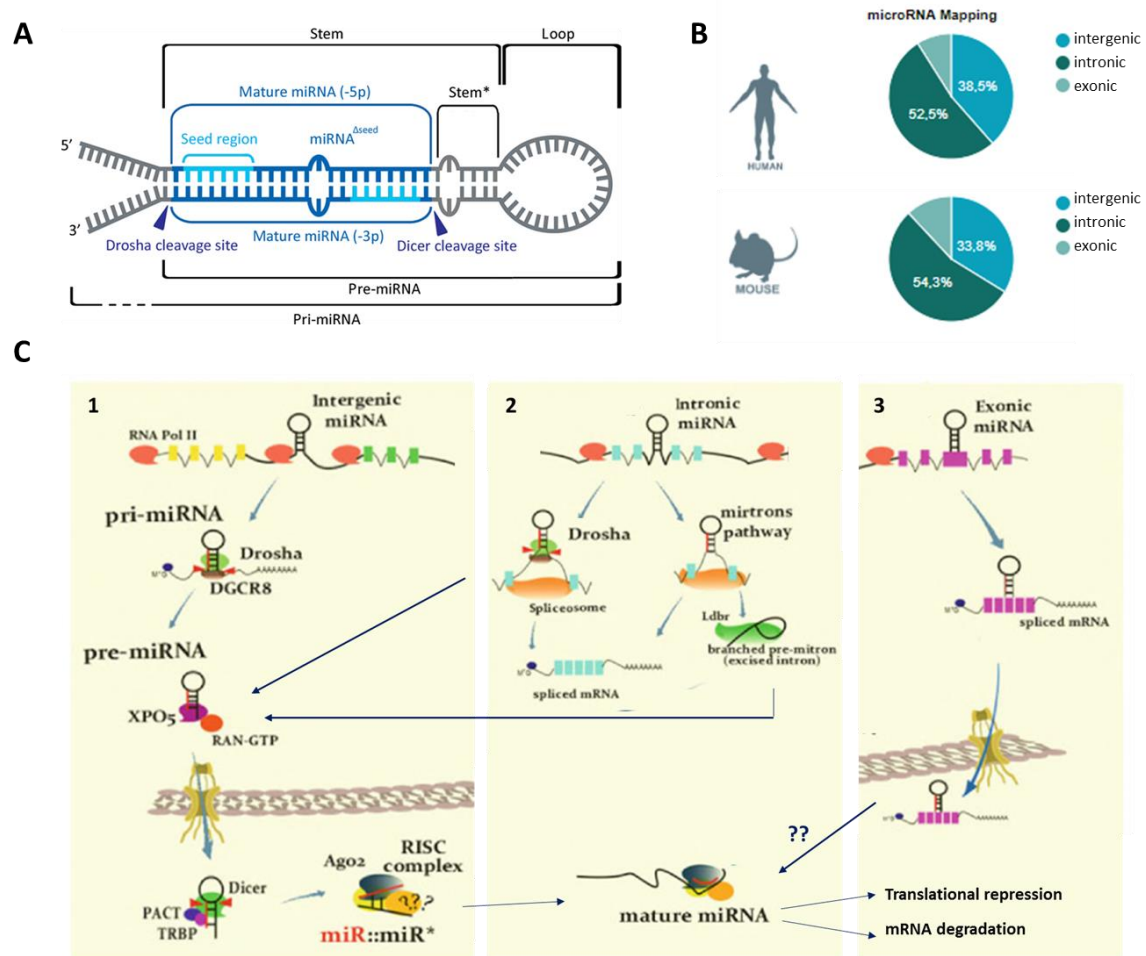 A
Stem
Loop
Mature miRNA (-5p)
Stem*
Seed region
miRNA^Δseed
5'
3'
Drosha cleavage site
Mature miRNA (-3p)
Dicer cleavage site
Pre-miRNA
Pri-miRNA
B
microRNA Mapping
HUMAN
38,5%
52,5%
intergenic
intronic
exonic
MOUSE
33,8%
54,3%
intergenic
intronic
exonic
C
1
Intergenic
miRNA
RNA Pol II
pri-miRNA
Drosha
AAAAAAAA
DGCR8
pre-miRNA
XPO5
RAN-GTP
Dicer
PACT
TRBP
Ago2
RISC
complex
???
miR::miR*
2
Intronic
miRNA
Drosha
mirtrons
pathway
Spliceosome
Ldbr
branched pre-mitron
(excised intron)
AAAAAAAA
spliced mRNA
mature miRNA
3
Exonic
miRNA
AAAAAAAA
spliced mRNA
AAAAAAAA
??
Translational repression
mRNA degradation